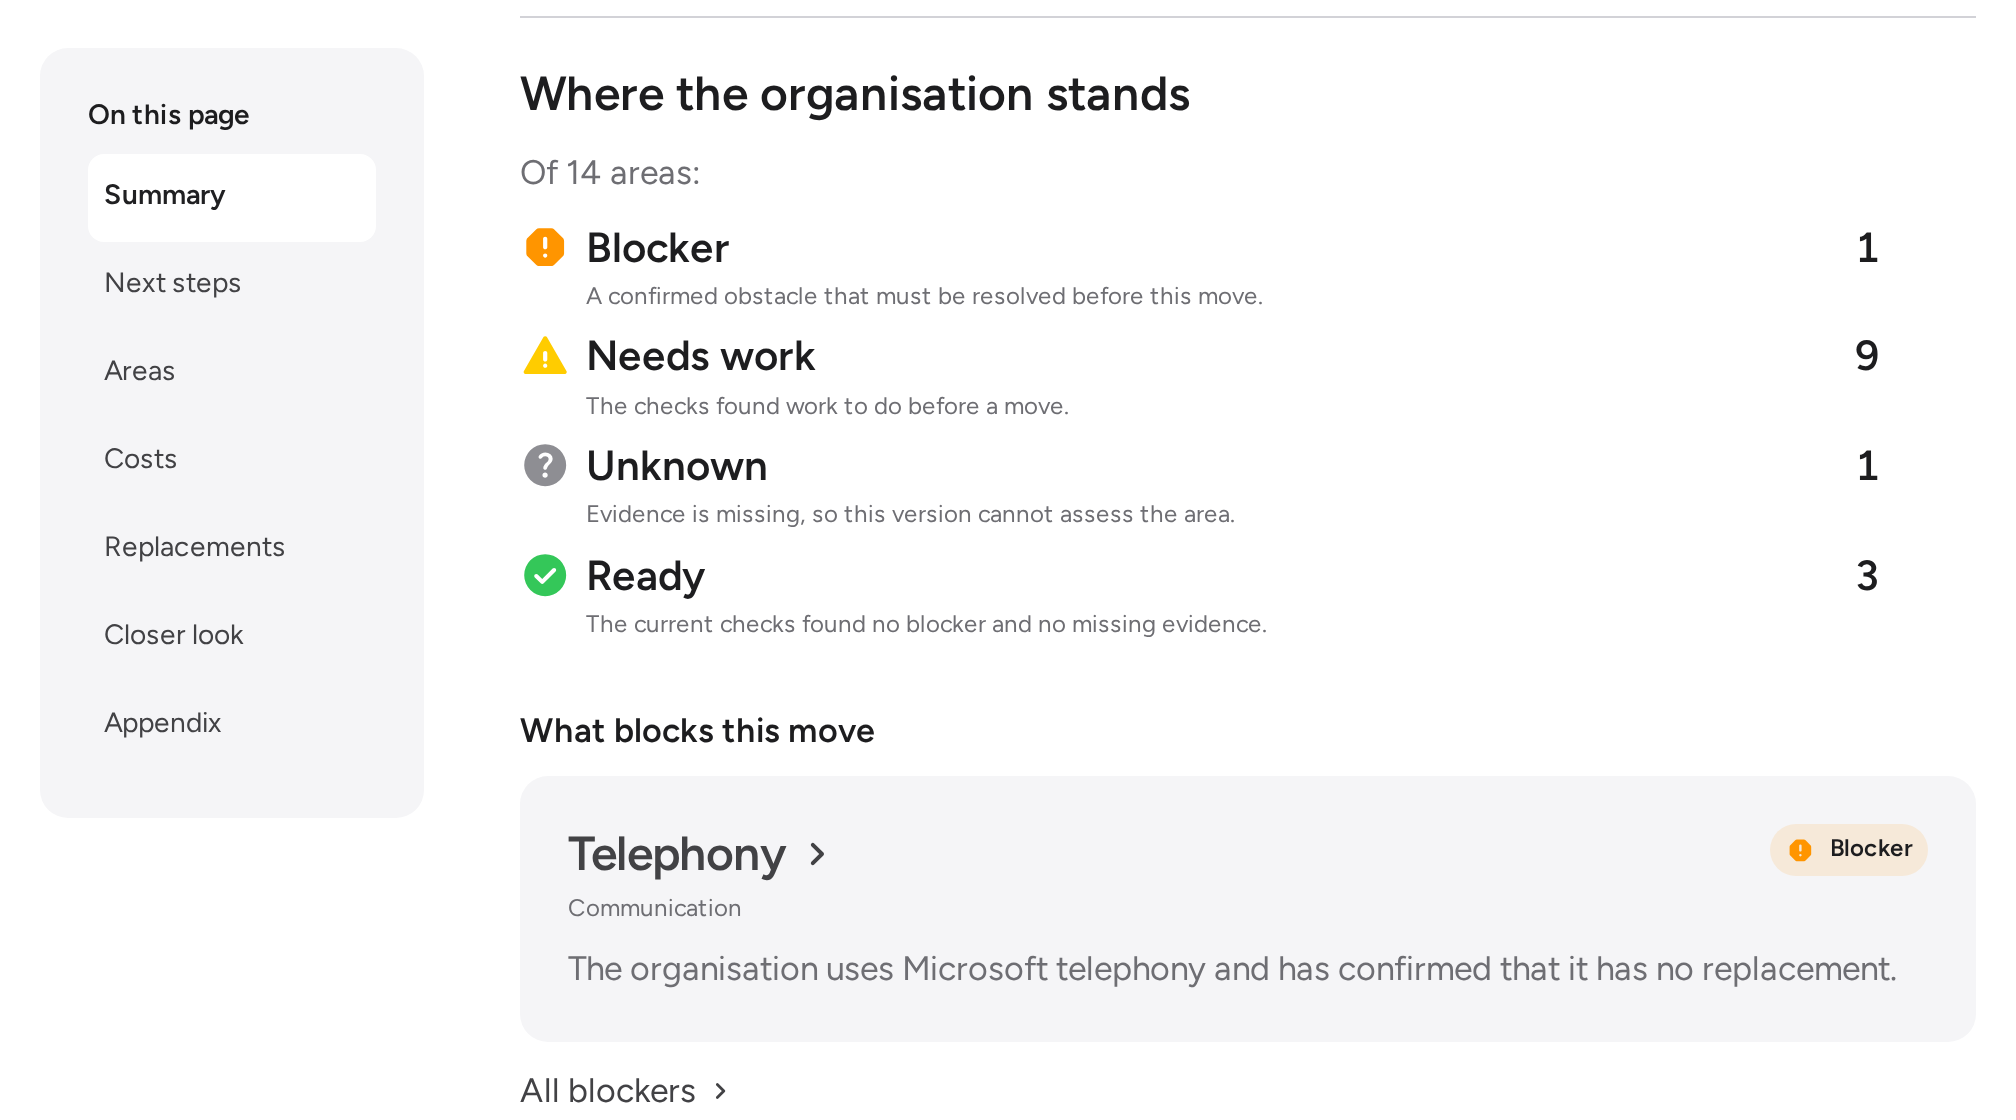 On this page
Summary
Next steps
Areas
Costs
Replacements
Closer look
Appendix
Where the organisation stands
Of 14 areas:
Blocker 1
A confirmed obstacle that must be resolved before this move.
Needs work 9
The checks found work to do before a move.
Unknown 1
Evidence is missing, so this version cannot assess the area.
Ready 3
The current checks found no blocker and no missing evidence.
What blocks this move
Telephony
Blocker
Communication
The organisation uses Microsoft telephony and has confirmed that it has no replacement.
All blockers